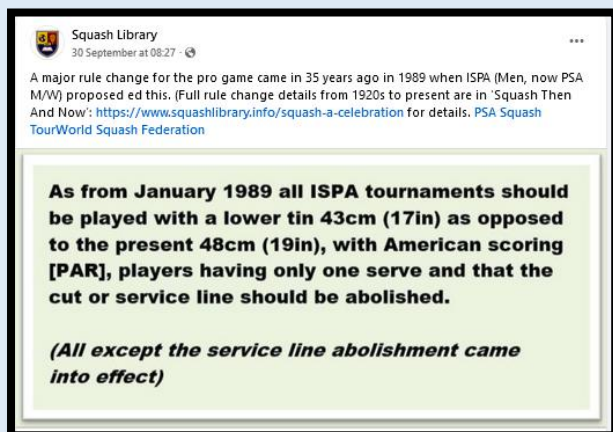 Squash Library
30 September at 08:27 ·
...
A major rule change for the pro game came in 35 years ago in 1989 when ISPA (Men, now PSA
M/W) proposed ed this. (Full rule change details from 1920s to present are in 'Squash Then
And Now': https://www.squashlibrary.info/squash-a-celebration for details. PSA Squash
TourWorld Squash Federation
As from January 1989 all ISPA tournaments should
be played with a lower tin 43cm (17in) as opposed
to the present 48cm (19in), with American scoring
[PAR], players having only one serve and that the
cut or service line should be abolished.
(All except the service line abolishment came
into effect)